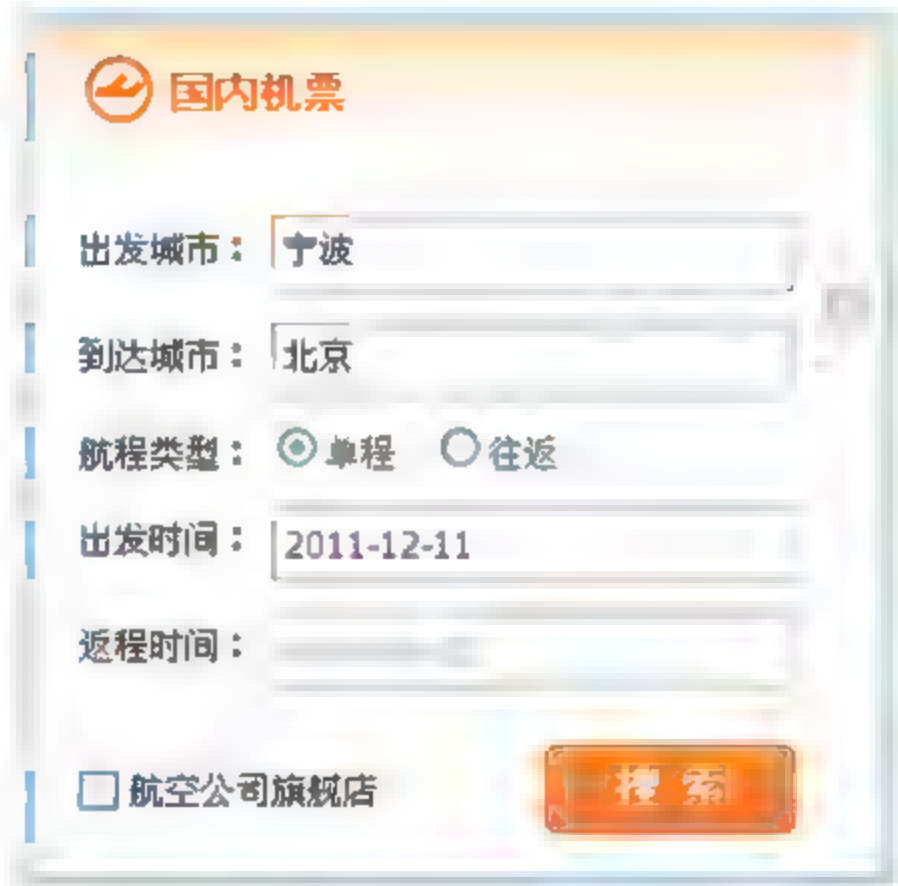 国内机票
出发城市：宁波
到达城市：北京
航程类型：单程 往返
出发时间：2011-12-11
返程时间：
航空公司旗舰店
搜索